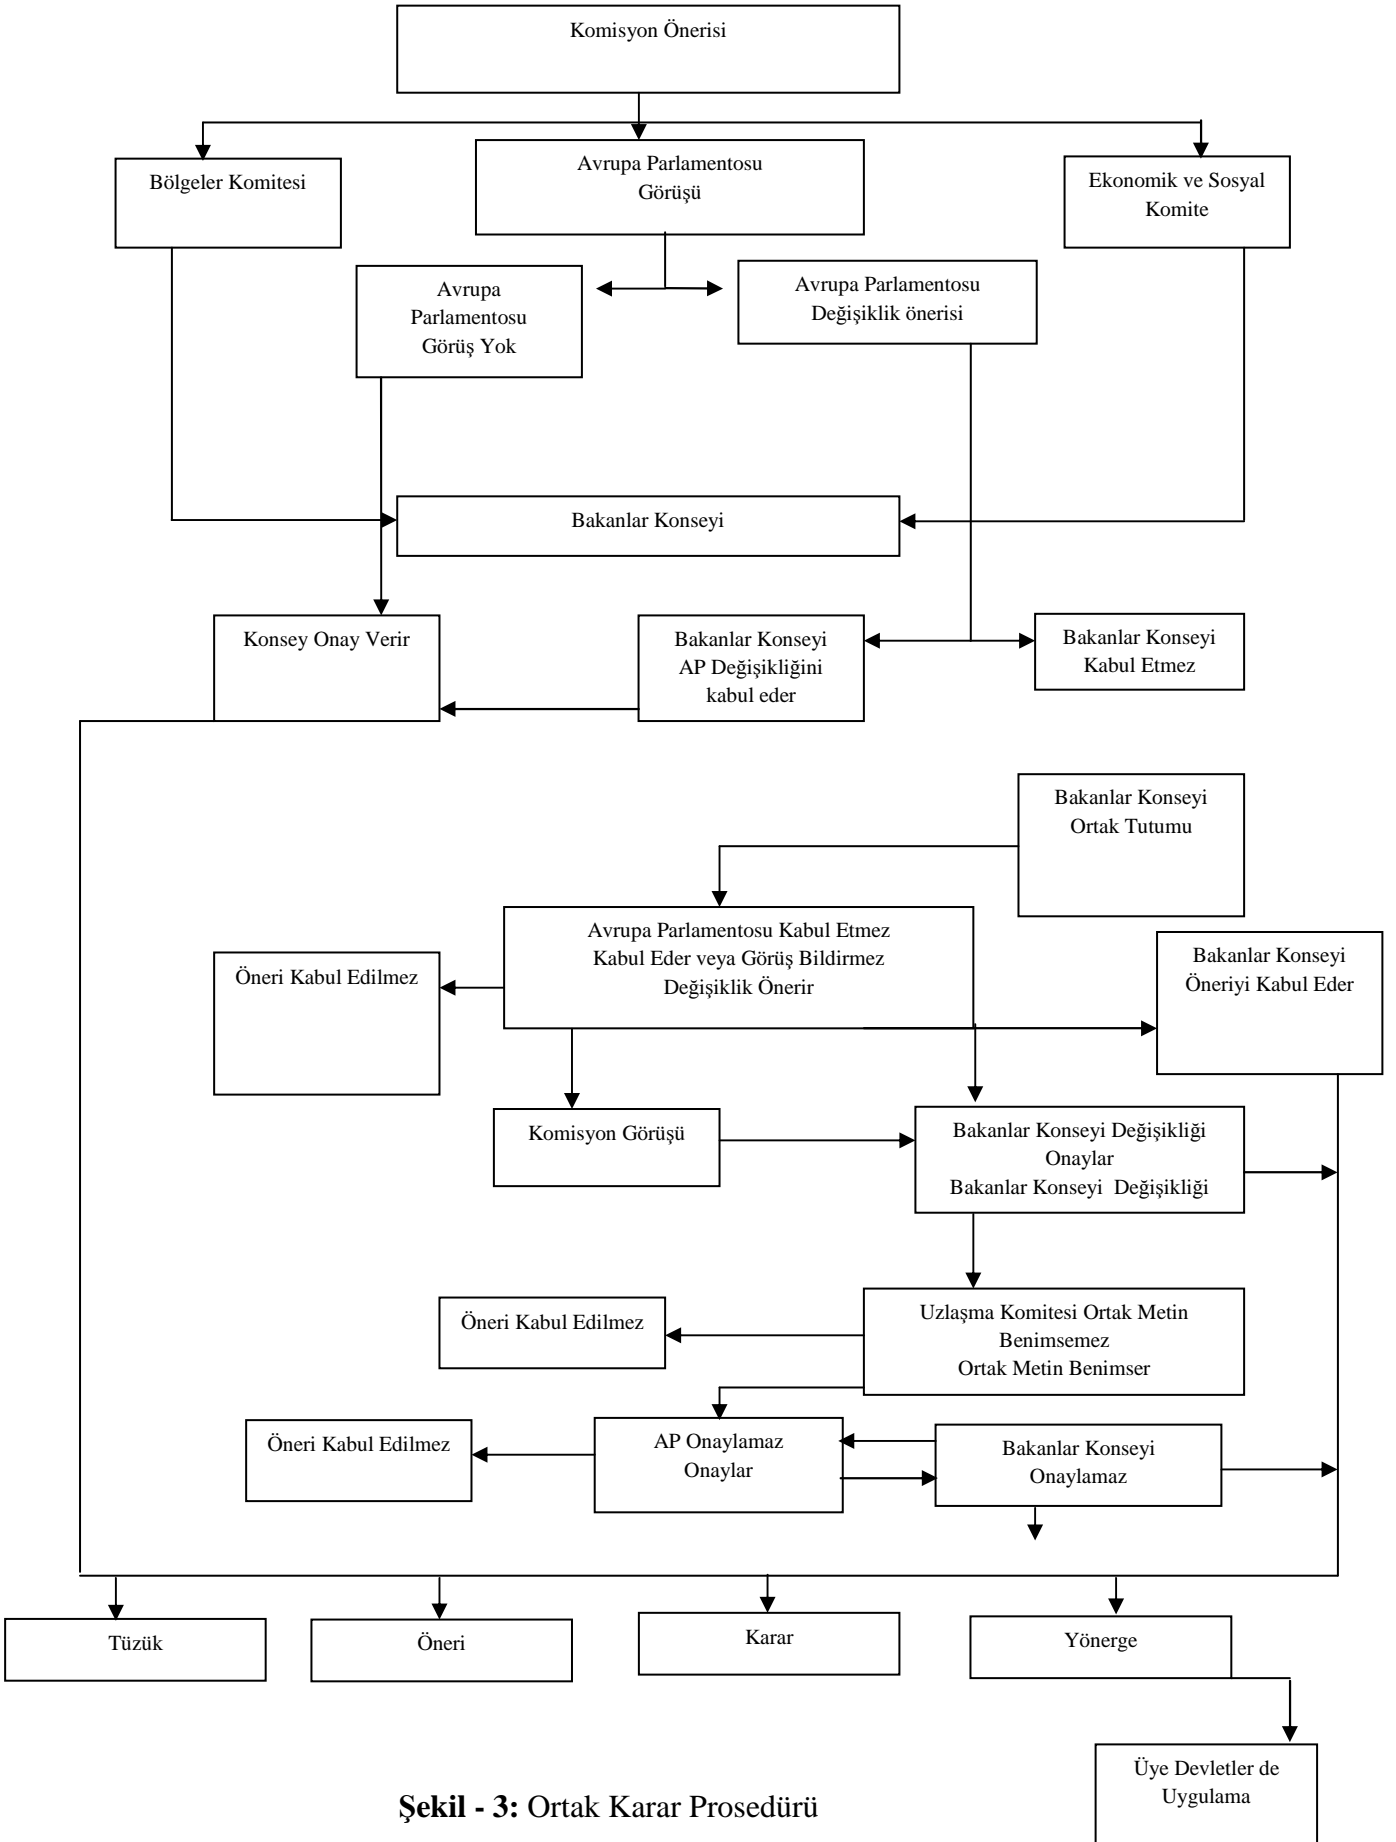 Komisyon Önerisi
Bölgeler Komitesi
Avrupa Parlamentosu
Görüşü
Ekonomik ve Sosyal
Komite
Avrupa
Parlamentosu
Görüş Yok
Avrupa Parlamentosu
Değişiklik önerisi
Bakanlar Konseyi
Konsey Onay Verir
Bakanlar Konseyi
AP Değişikliğini
kabul eder
Bakanlar Konseyi
Kabul Etmez
Bakanlar Konseyi
Ortak Tutumu
Avrupa Parlamentosu Kabul Etmez
Kabul Eder veya Görüş Bildirmez
Değişiklik Önerir
Öneri Kabul Edilmez
Bakanlar Konseyi
Öneriyi Kabul Eder
Komisyon Görüşü
Bakanlar Konseyi Değişikliği
Onaylar
Bakanlar Konseyi  Değişikliği
Uzlaşma Komitesi Ortak Metin
Benimsemez
Ortak Metin Benimser
Öneri Kabul Edilmez
Öneri Kabul Edilmez
AP Onaylamaz
Onaylar
Bakanlar Konseyi
Onaylamaz
Tüzük
Öneri
Karar
Yönerge
Üye Devletler de
Uygulama
Şekil - 3: Ortak Karar Prosedürü